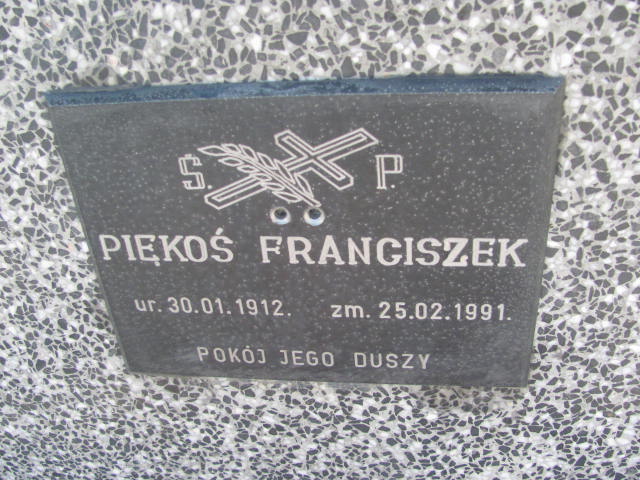 Ś. P.
PIĘKOŚ FRANCISZEK
ur. 30.01.1912. zm. 25.02.1991.
POKÓJ JEGO DUSZY